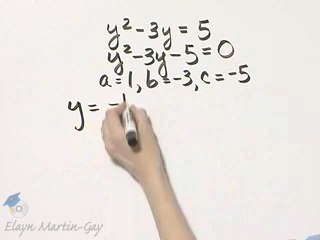 y² - 3y = 5
y² - 3y - 5 = 0
a = 1, b = -3, c = -5
y = -
Elayn Martin-Gay